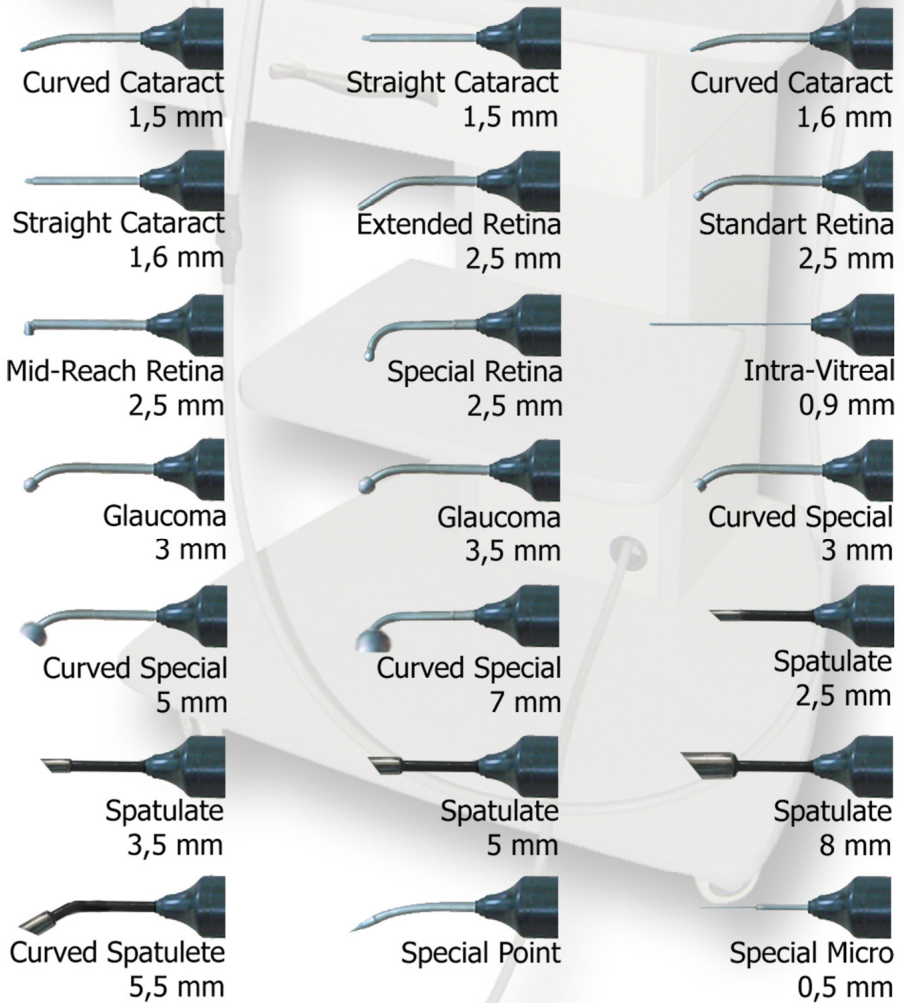 Curved Cataract
1,5 mm
Straight Cataract
1,5 mm
Curved Cataract
1,6 mm
Straight Cataract
1,6 mm
Extended Retina
2,5 mm
Standart Retina
2,5 mm
Mid-Reach Retina
2,5 mm
Special Retina
2,5 mm
Intra-Vitreal
0,9 mm
Glaucoma
3 mm
Glaucoma
3,5 mm
Curved Special
3 mm
Curved Special
5 mm
Curved Special
7 mm
Spatulate
2,5 mm
Spatulate
3,5 mm
Spatulate
5 mm
Spatulate
8 mm
Curved Spatulete
5,5 mm
Special Point
Special Micro
0,5 mm